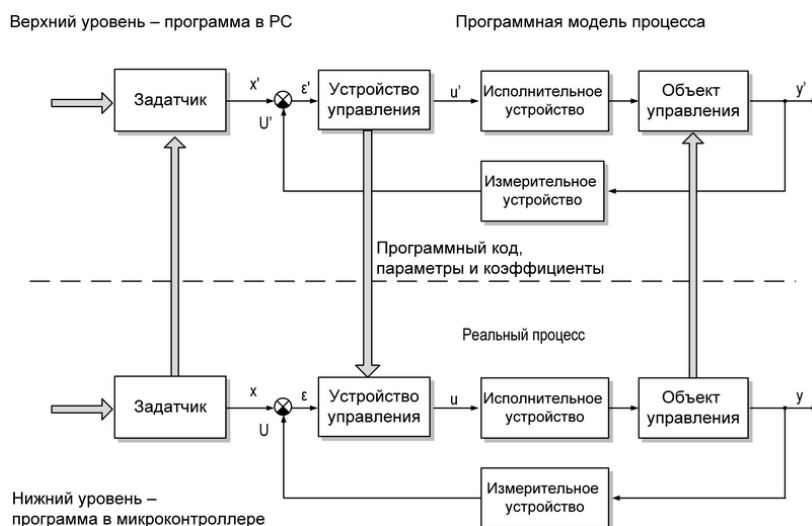 Верхний уровень – программа в PC
Программная модель процесса
Задатчик
x'
ε'
U'
Устройство
управления
u'
Исполнительное
устройство
Объект
управления
y'
Измерительное
устройство
Программный код,
параметры и коэффициенты
Реальный процесс
Задатчик
x
ε
U
Устройство
управления
u
Исполнительное
устройство
Объект
управления
y
Измерительное
устройство
Нижний уровень –
программа в микроконтроллере